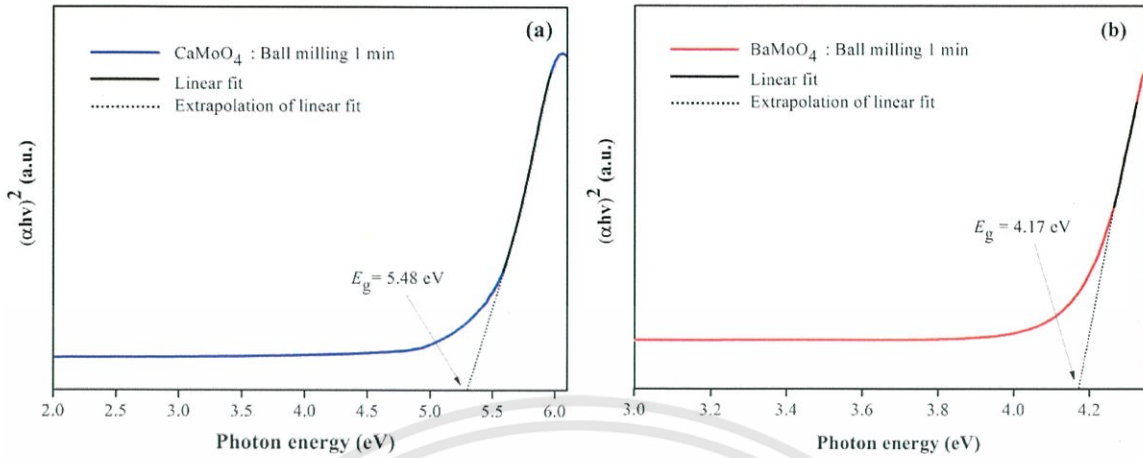 (a)
CaMoO4 : Ball milling 1 min
Linear fit
Extrapolation of linear fit
(αhν)2 (a.u.)
Eg= 5.48 eV
2.0 2.5 3.0 3.5 4.0 4.5 5.0 5.5 6.0
Photon energy (eV)
(b)
BaMoO4 : Ball milling 1 min
Linear fit
Extrapolation of linear fit
(αhν)2 (a.u.)
Eg = 4.17 eV
3.0 3.2 3.4 3.6 3.8 4.0 4.2
Photon energy (eV)